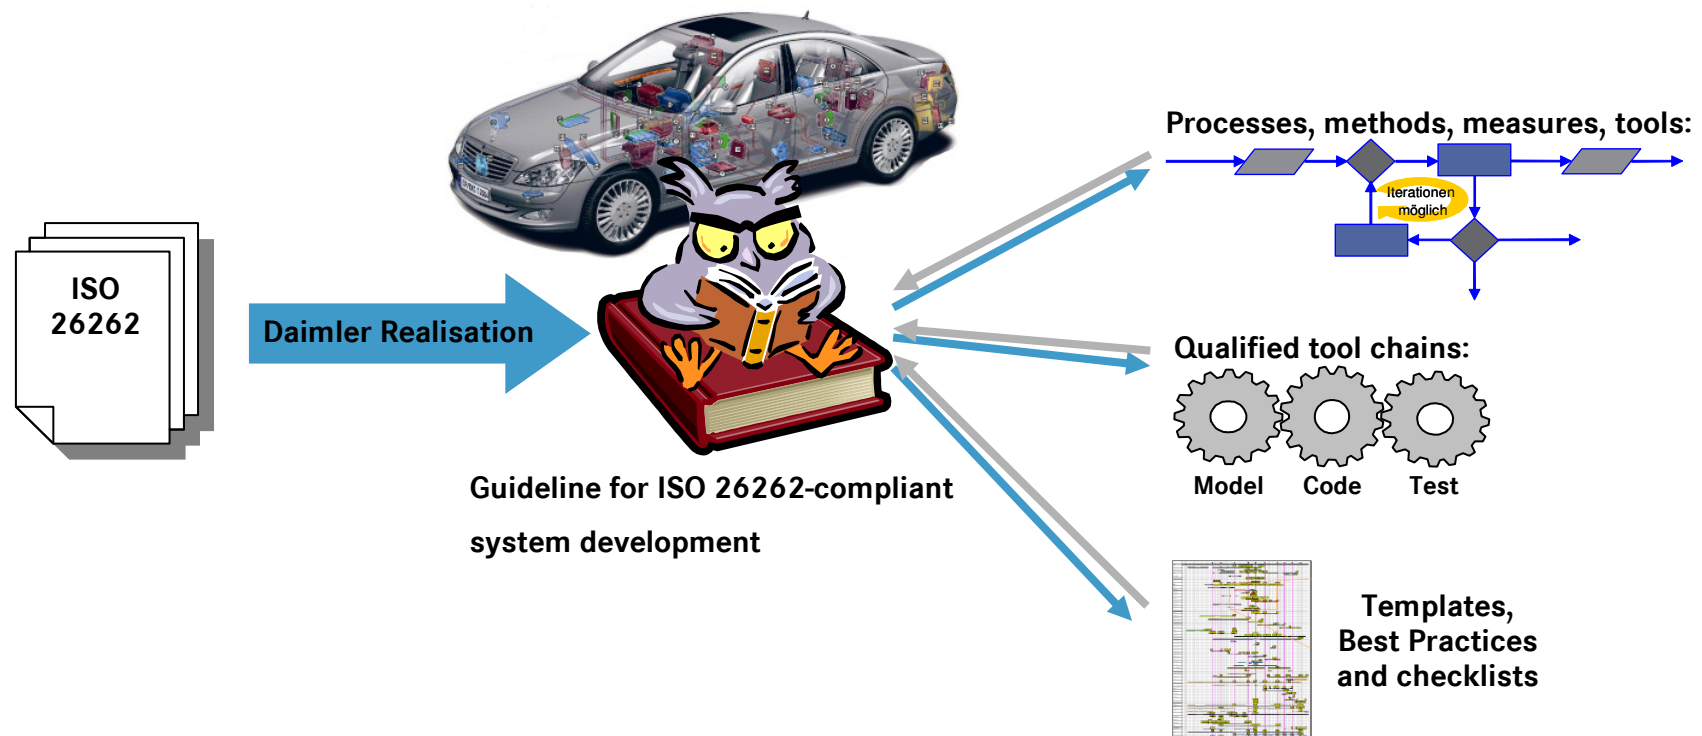 ISO
26262
Daimler Realisation
Guideline for ISO 26262-compliant
system development
Processes, methods, measures, tools:
Iterationen
möglich
Qualified tool chains:
Model Code Test
Templates,
Best Practices
and checklists